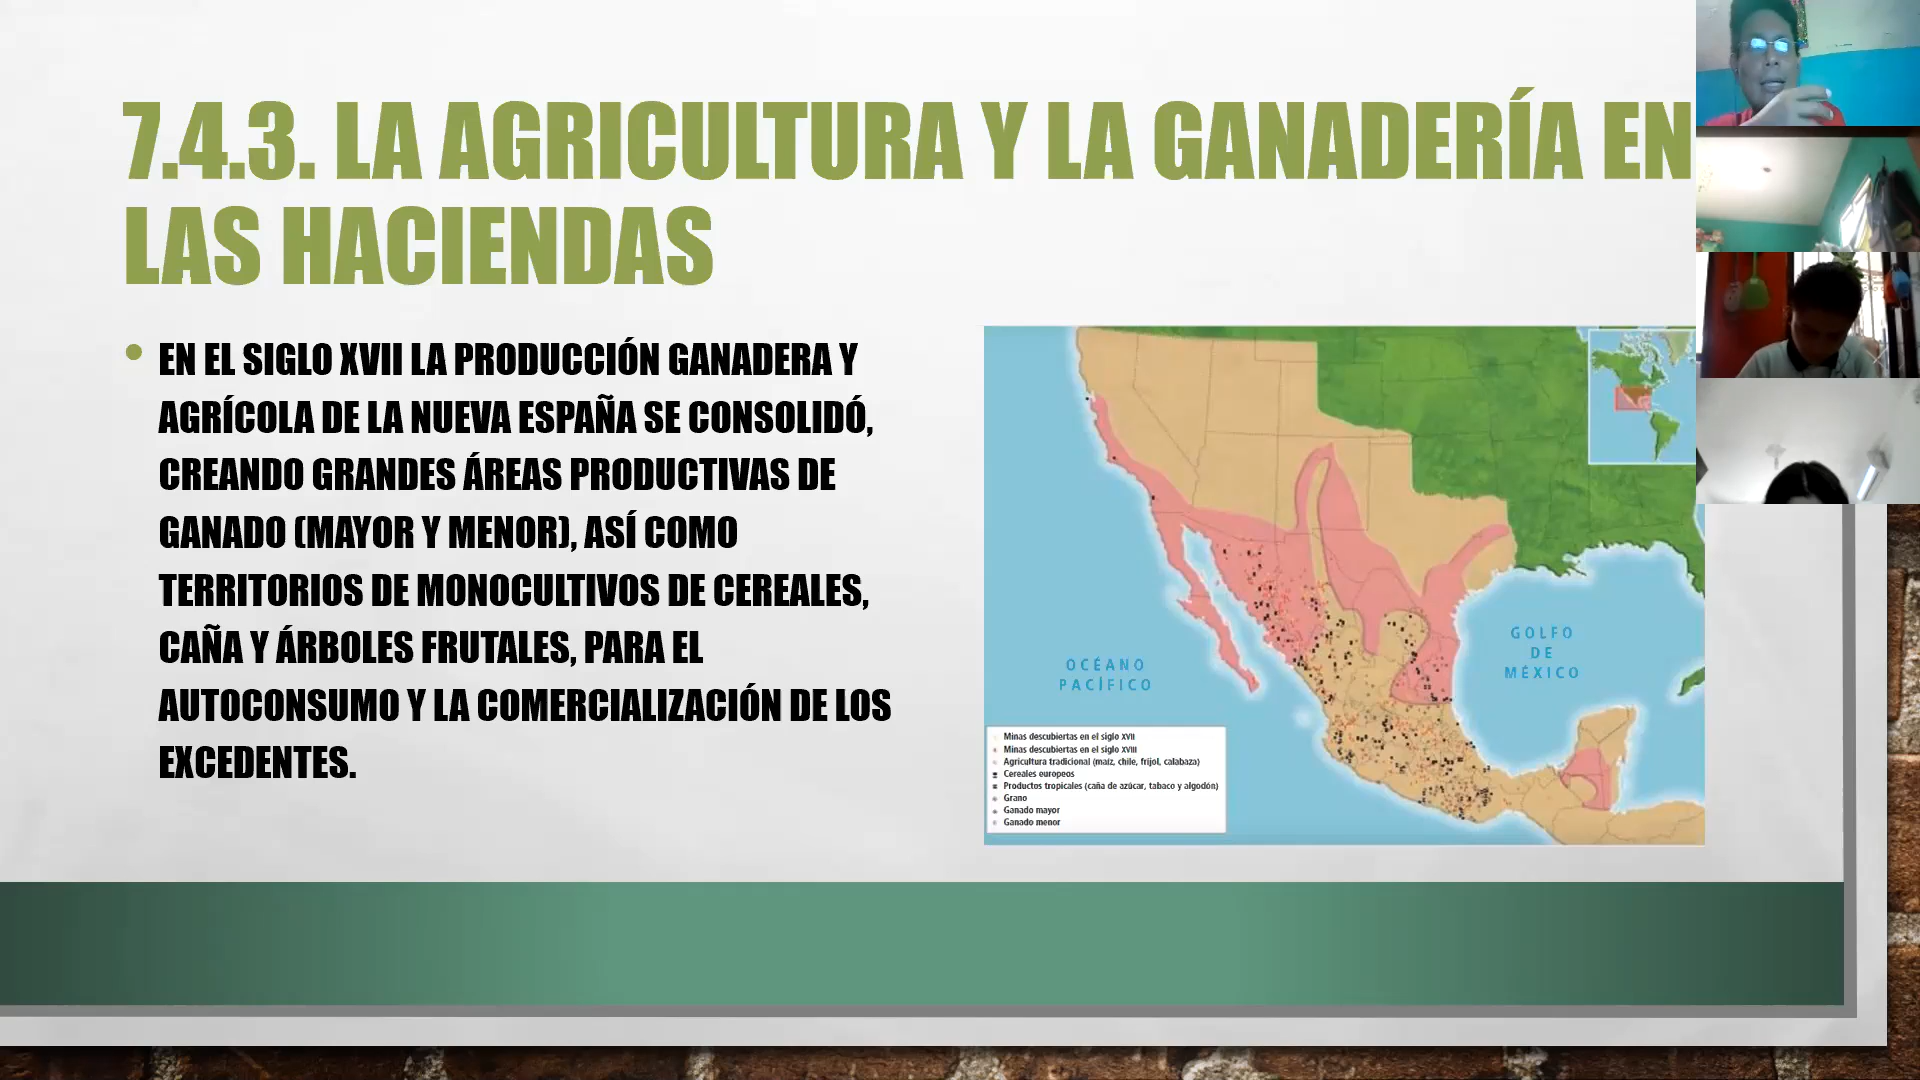 7.4.3. LA AGRICULTURA Y LA GANADERÍA EN
LAS HACIENDAS
• EN EL SIGLO XVII LA PRODUCCIÓN GANADERA Y
AGRÍCOLA DE LA NUEVA ESPAÑA SE CONSOLIDÓ,
CREANDO GRANDES ÁREAS PRODUCTIVAS DE
GANADO (MAYOR Y MENOR), ASÍ COMO
TERRITORIOS DE MONOCULTIVOS DE CEREALES,
CAÑA Y ÁRBOLES FRUTALES, PARA EL
AUTOCONSUMO Y LA COMERCIALIZACIÓN DE LOS
EXCEDENTES.
OCÉANO
PACÍFICO
GOLFO
DE
MÉXICO
Minas descubiertas en el siglo XVII
Minas descubiertas en el siglo XVIII
Agricultura tradicional (maíz, chile, frijol, calabaza)
Cereales europeos
Productos tropicales (caña de azúcar, tabaco y algodón)
Grano
Ganado mayor
Ganado menor